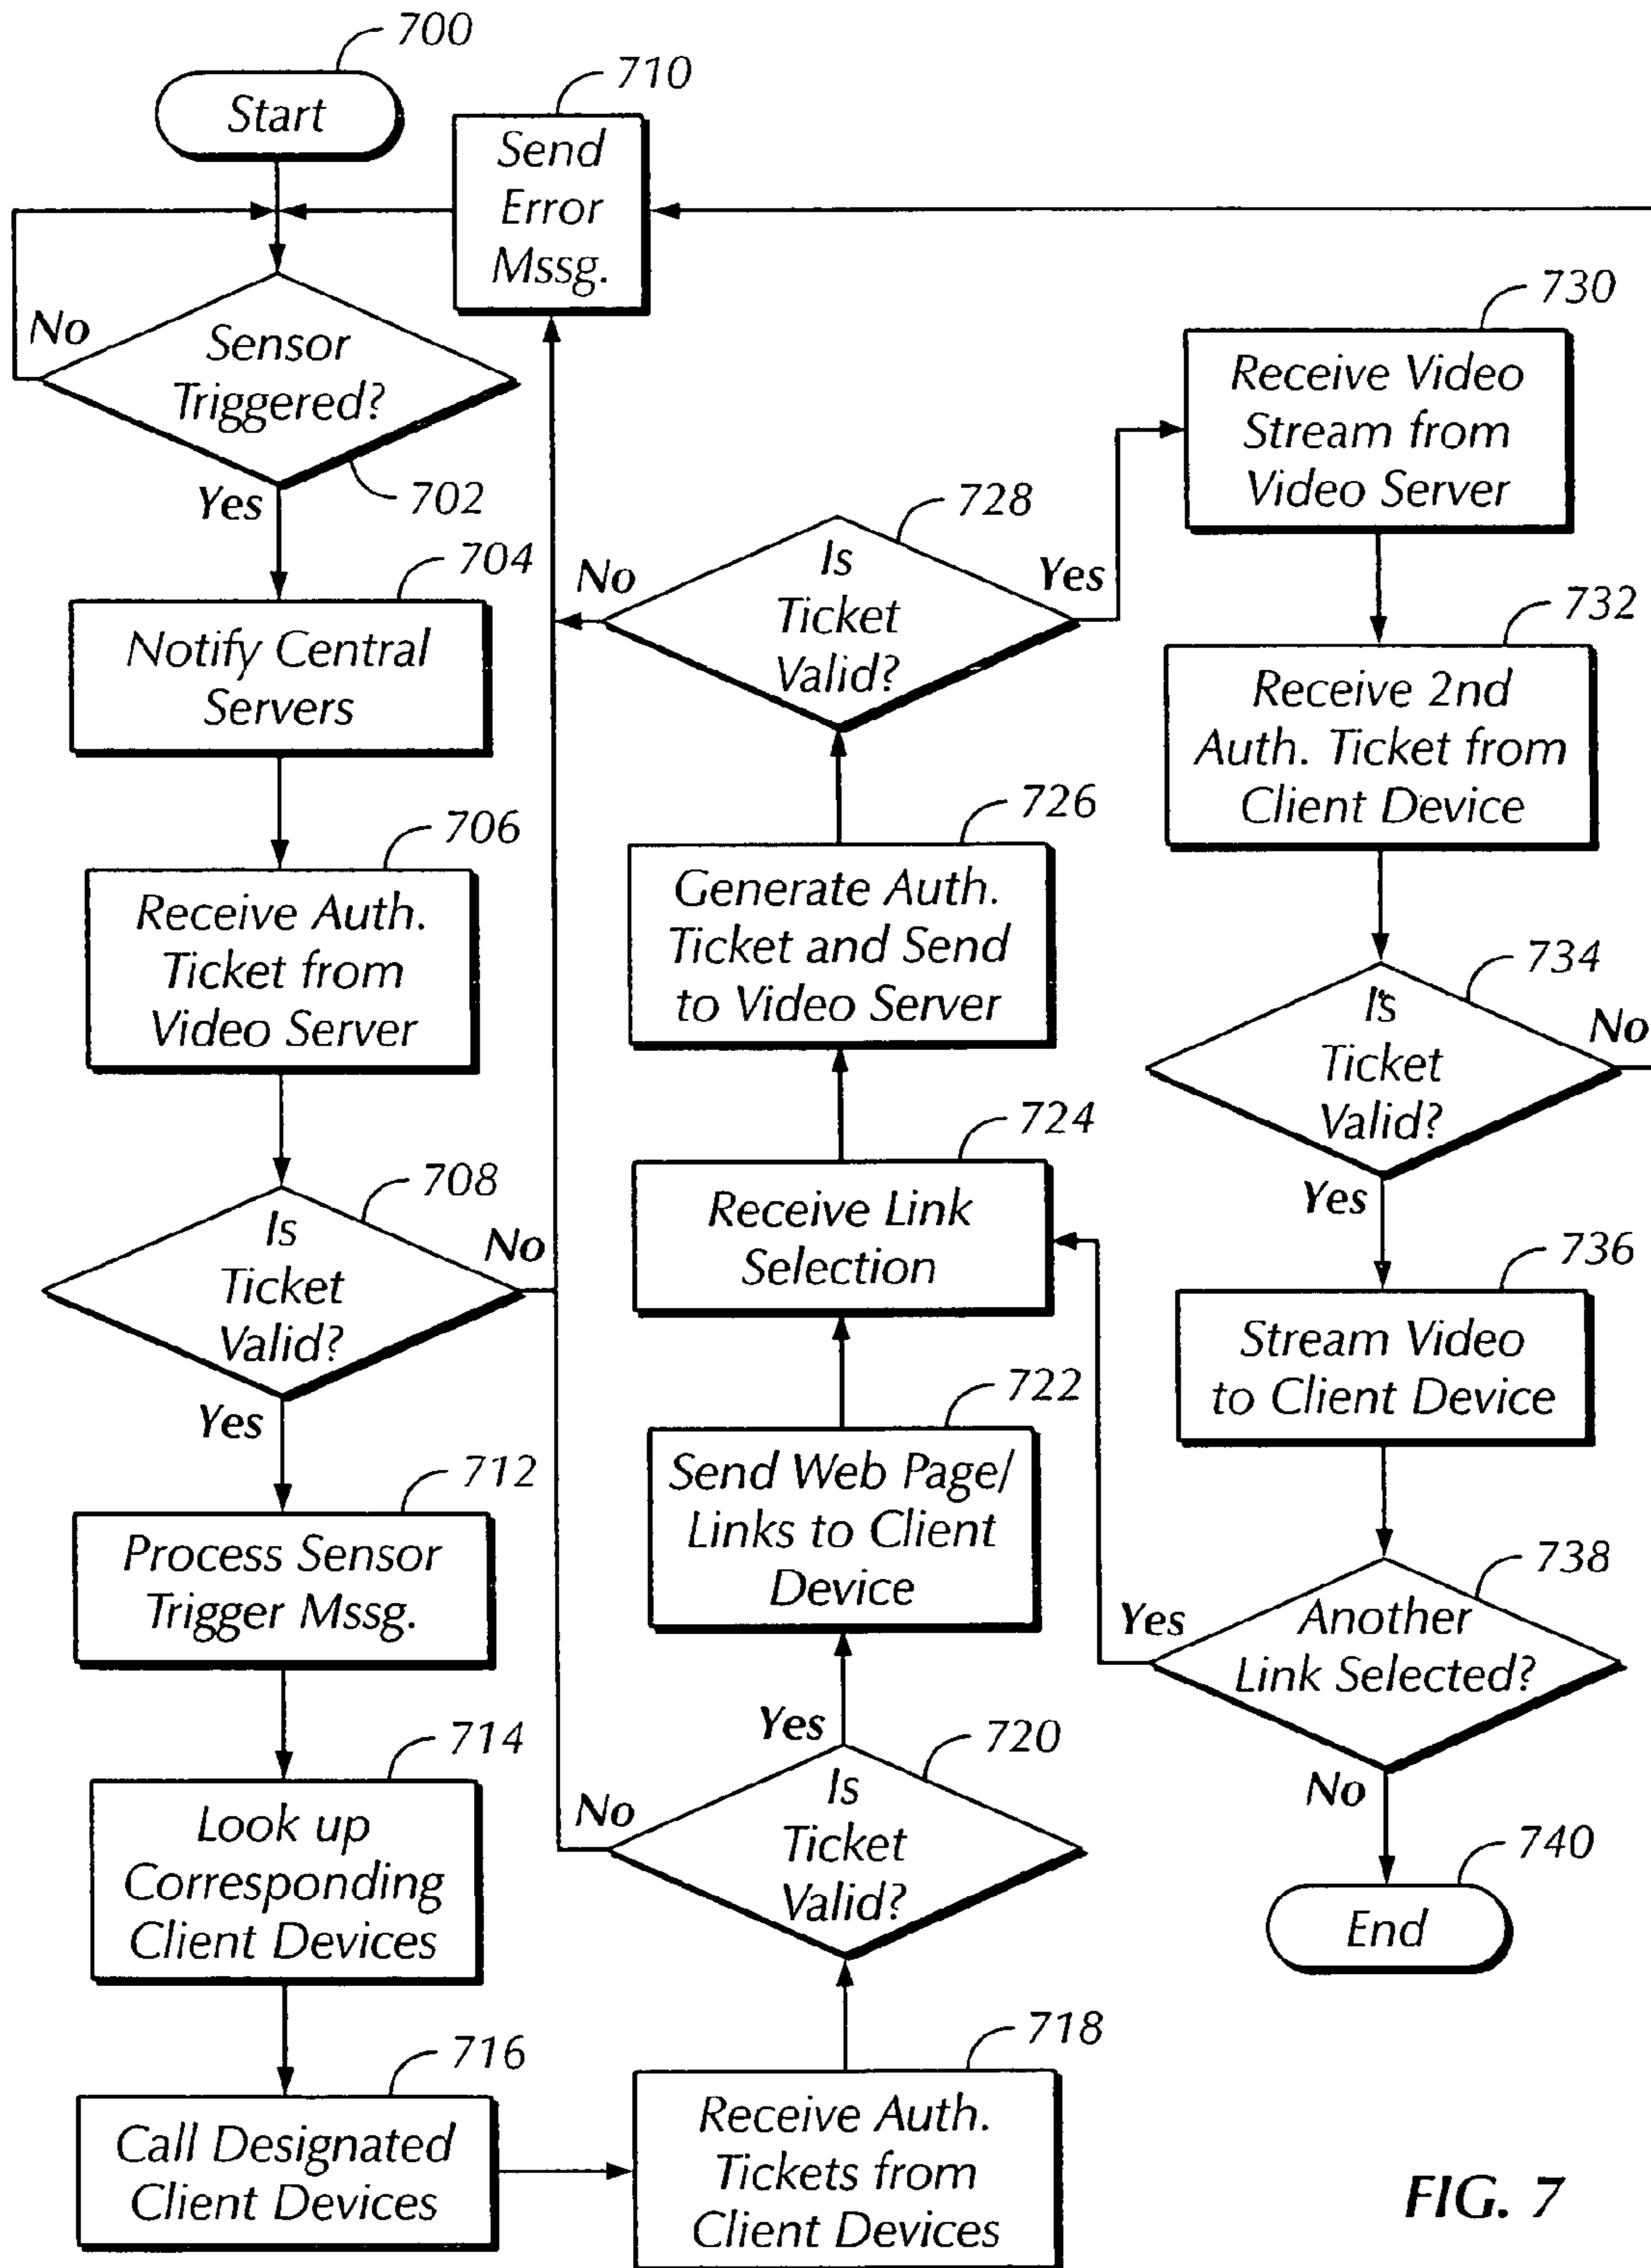 700
Start
710
Send
Error
Mssg.
No
Sensor
Triggered?
Yes
702
704
Notify Central
Servers
706
Receive Auth.
Ticket from
Video Server
708
Is
Ticket
Valid?
No
Yes
712
Process Sensor
Trigger Mssg.
714
Look up
Corresponding
Client Devices
716
Call Designated
Client Devices
718
Receive Auth.
Tickets from
Client Devices
720
Is
Ticket
Valid?
No
Yes
722
Send Web Page/
Links to Client
Device
724
Receive Link
Selection
726
Generate Auth.
Ticket and Send
to Video Server
728
Is
Ticket
Valid?
No
Yes
730
Receive Video
Stream from
Video Server
732
Receive 2nd
Auth. Ticket from
Client Device
734
Is
Ticket
Valid?
No
Yes
736
Stream Video
to Client Device
738
Another
Link Selected?
Yes
No
740
End
FIG. 7